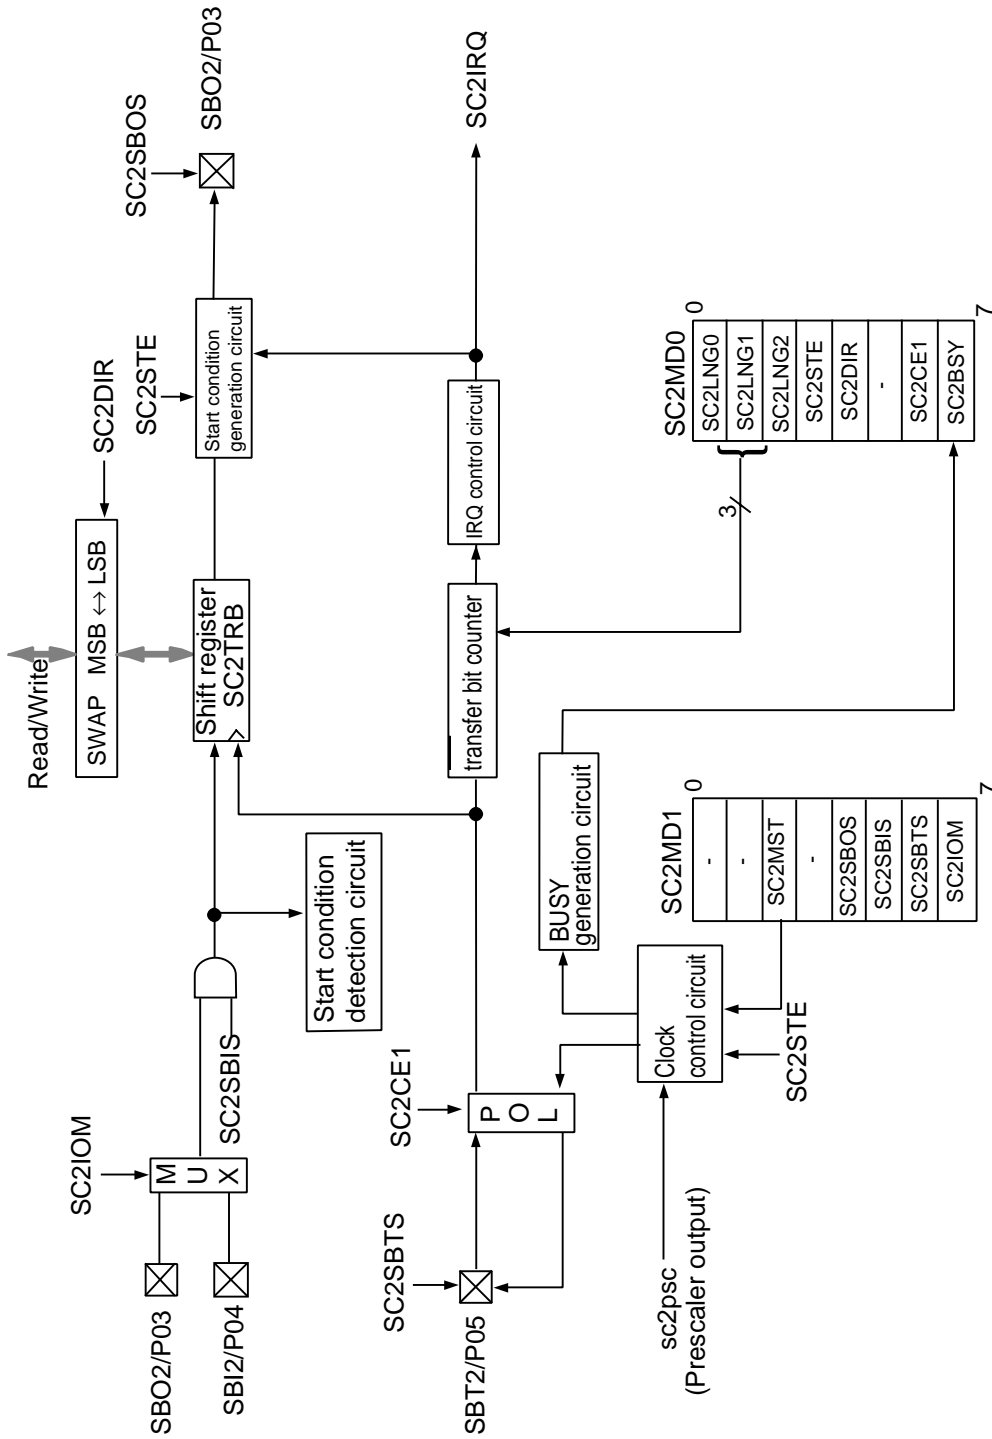 Read/Write
SWAP MSB ↔ LSB
SC2DIR
SC2STE
SC2SBOS
SBO2/P03
SC2IOM
SBO2/P03
SBI2/P04
M
U
X
SC2SBIS
Shift register
SC2TRB
Start condition
generation circuit
SBO2/P03
Start condition
detection circuit
SC2SBTS
SBT2/P05
SC2CE1
P
O
L
transfer bit counter
IRQ control circuit
SC2IRQ
BUSY
generation circuit
3
Clock
control circuit
sc2psc
(Prescaler output)
SC2STE
SC2MD1
0
-
-
SC2MST
-
SC2SBOS
SC2SBIS
SC2SBTS
SC2IOM
7
SC2MD0
0
SC2LNG0
SC2LNG1
SC2LNG2
SC2STE
SC2DIR
-
SC2CE1
SC2BSY
7